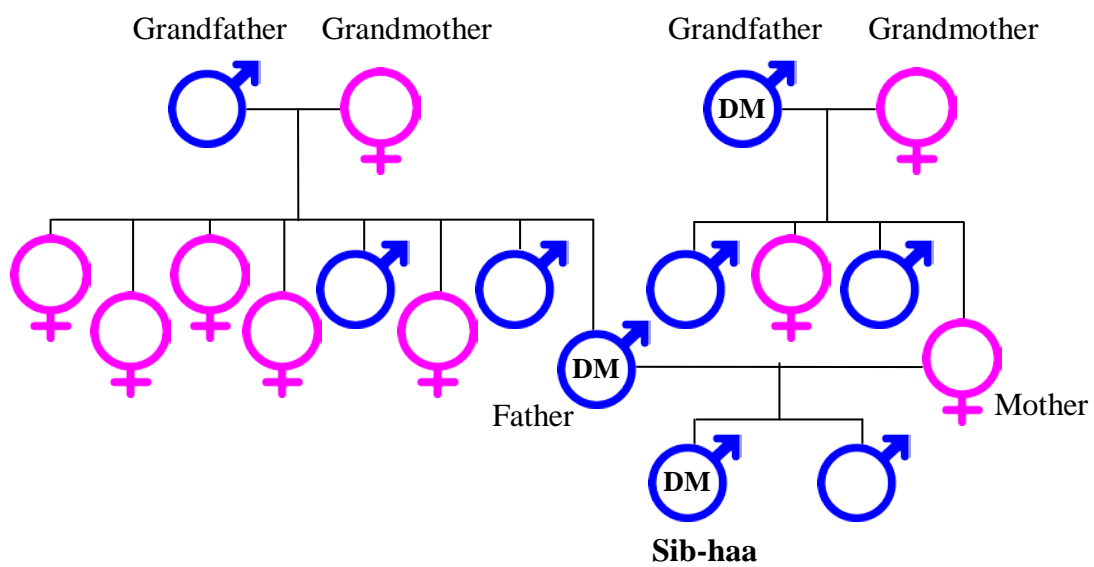 Grandfather Grandmother Grandfather Grandmother
DM
DM
Father Mother
DM
Sib-haa